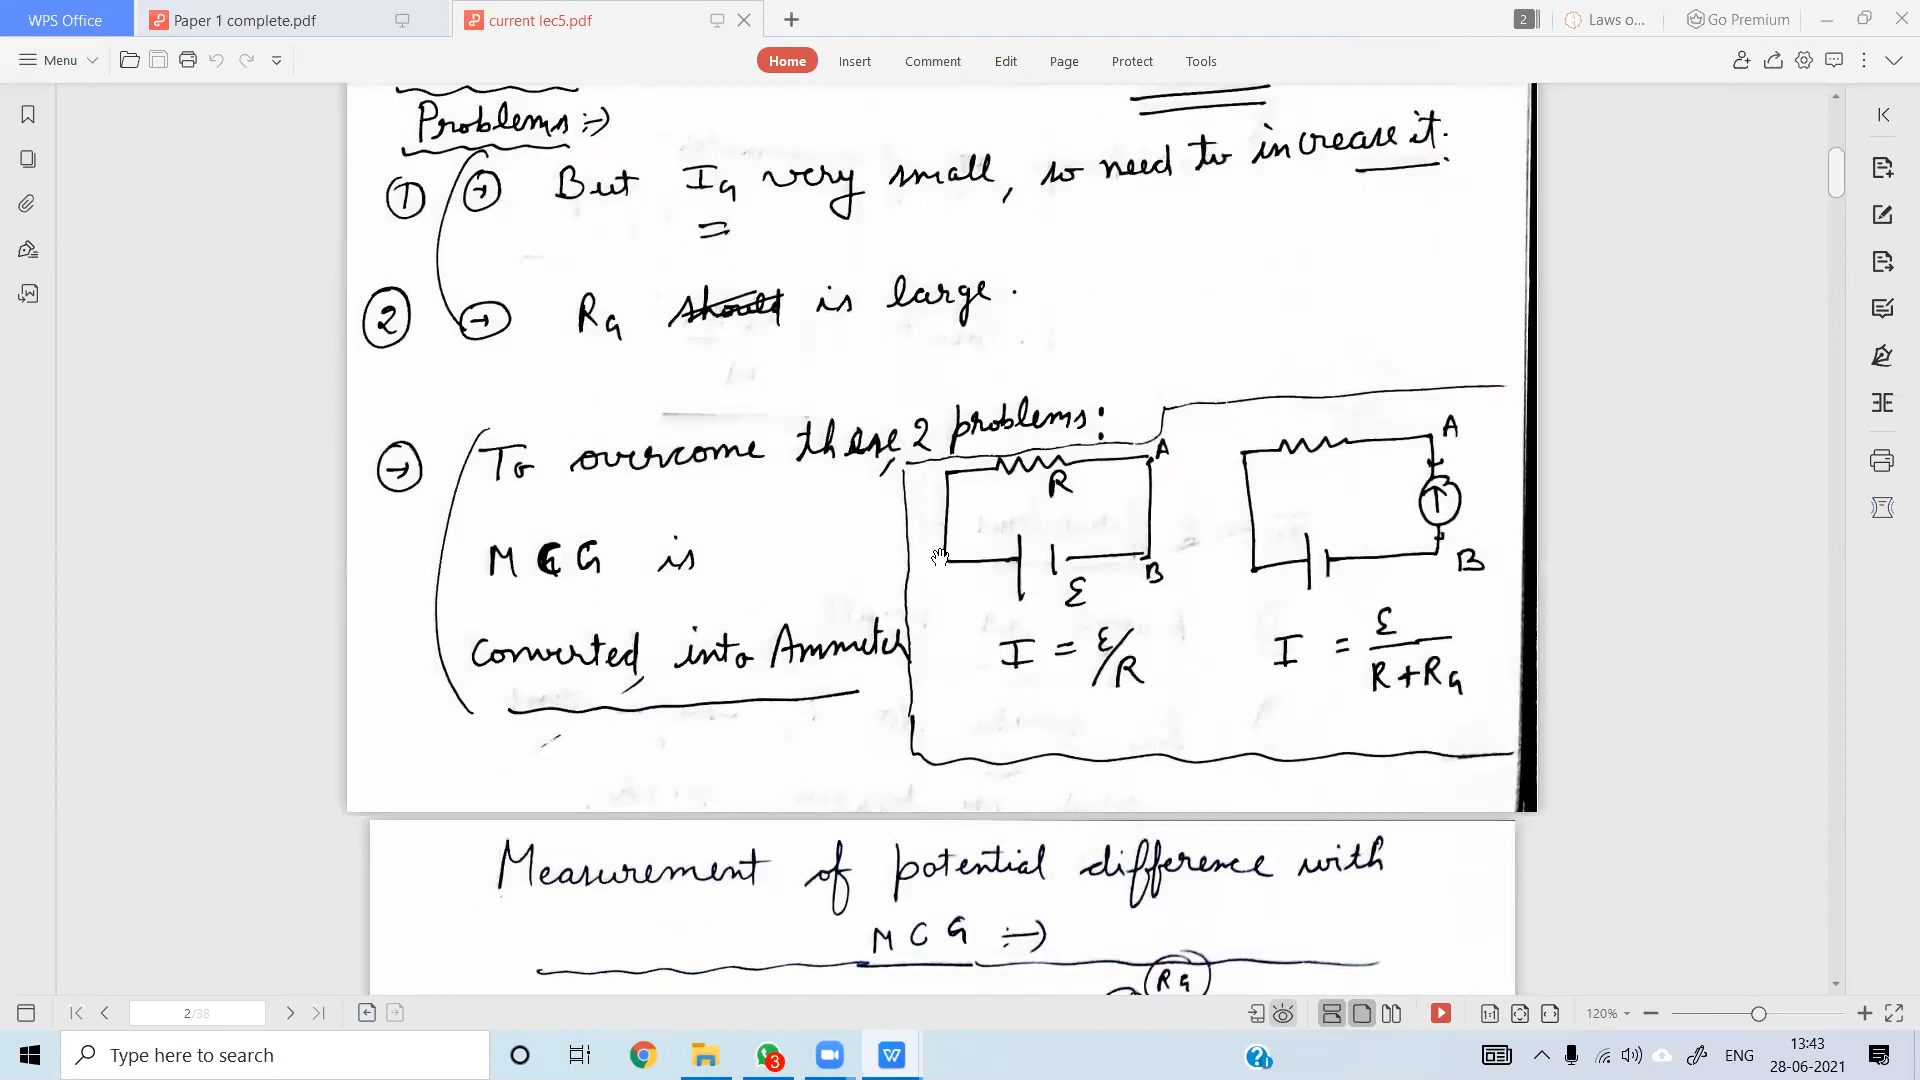 WPS Office
Paper 1 complete.pdf
current lec5.pdf
2
Laws o...
Go Premium
Menu
Home
Insert
Comment
Edit
Page
Protect
Tools
Problems :→
① → But IG very small, so need to increase it.
② → RG is large.
→ To overcome these, 2 problems:
MCG is
converted into Ammeter
R
A
B
ε
I = ε/R
A
B
I = ε / R+RG
Measurement of potential difference with
MCG :→
RG
2/38
120%
Type here to search
3
ENG
13:43
28-06-2021